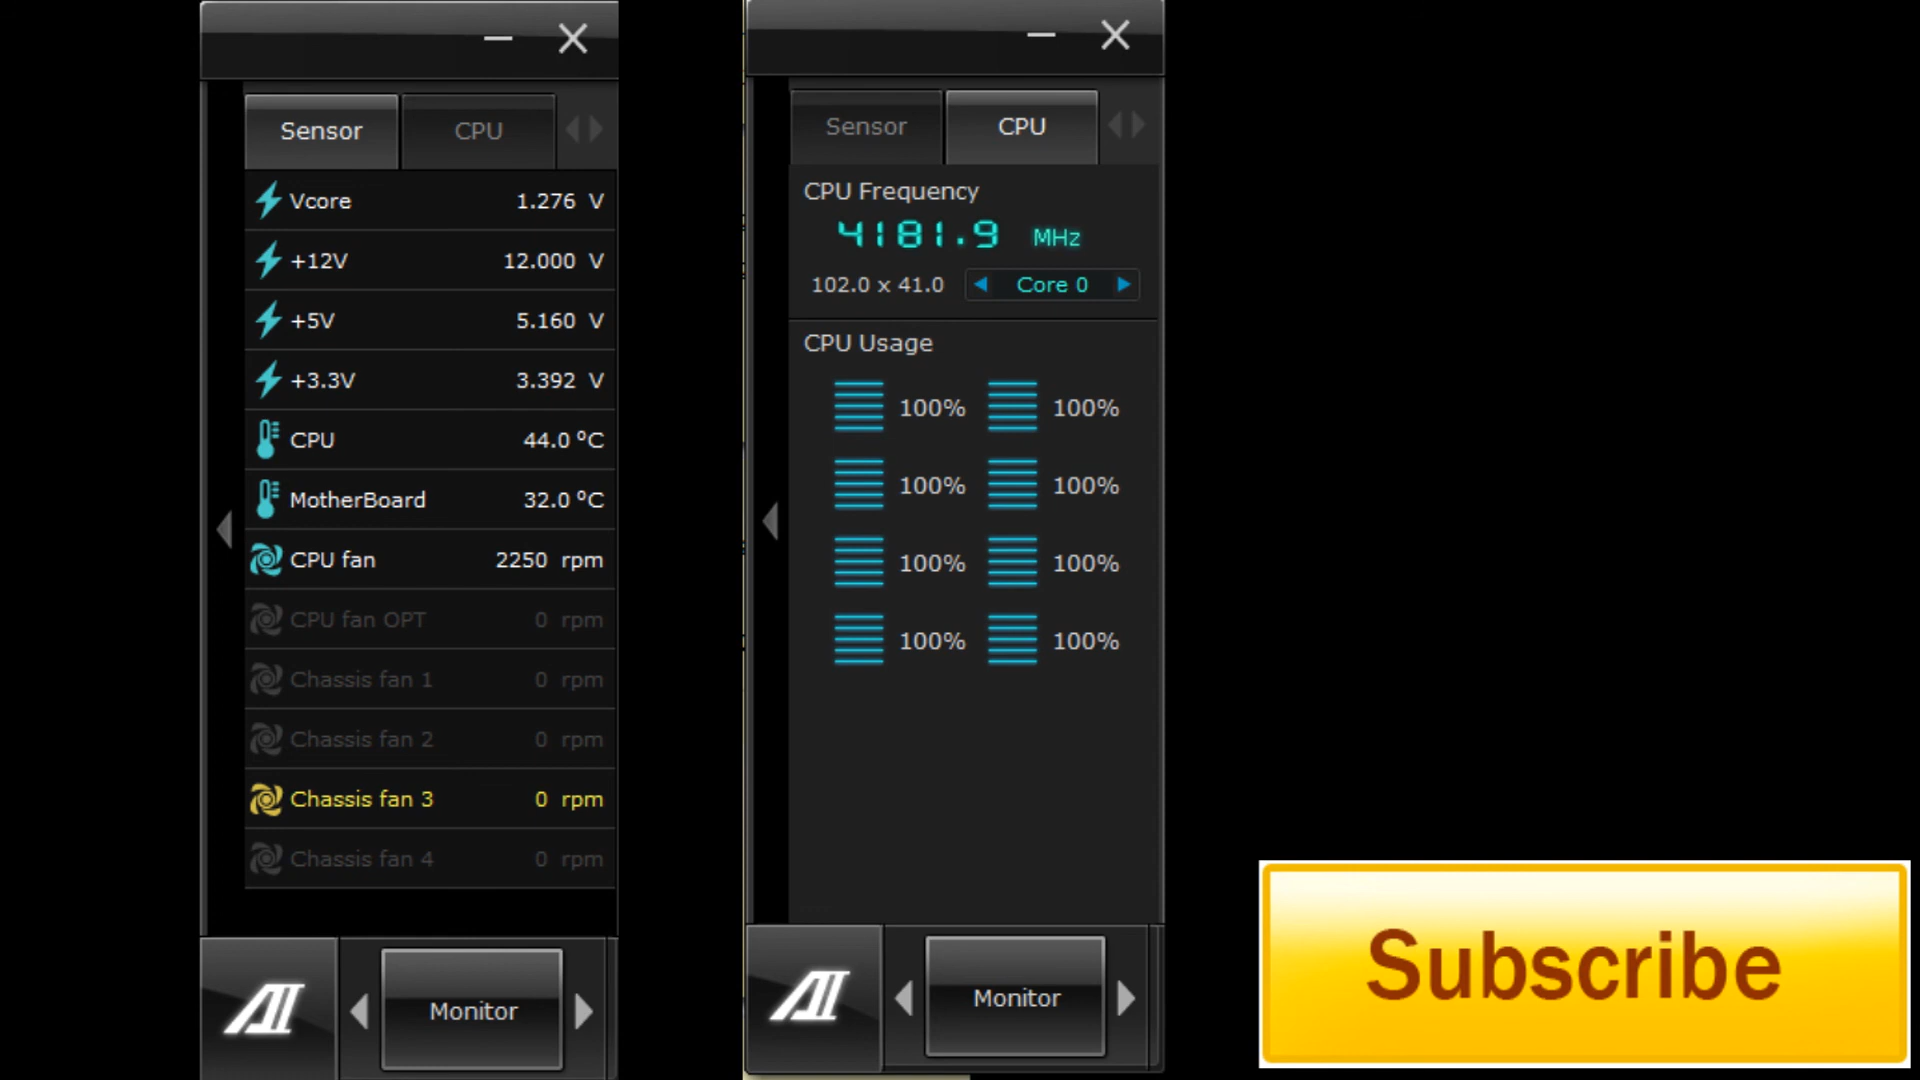 Sensor CPU
Vcore 1.276 V
+12V 12.000 V
+5V 5.160 V
+3.3V 3.392 V
CPU 44.0 ºC
MotherBoard 32.0 ºC
CPU fan 2250 rpm
CPU fan OPT 0 rpm
Chassis fan 1 0 rpm
Chassis fan 2 0 rpm
Chassis fan 3 0 rpm
Chassis fan 4 0 rpm
AI Monitor
Sensor CPU
CPU Frequency
4181.9 MHz
102.0 x 41.0 Core 0
CPU Usage
100% 100%
100% 100%
100% 100%
100% 100%
AI Monitor
Subscribe